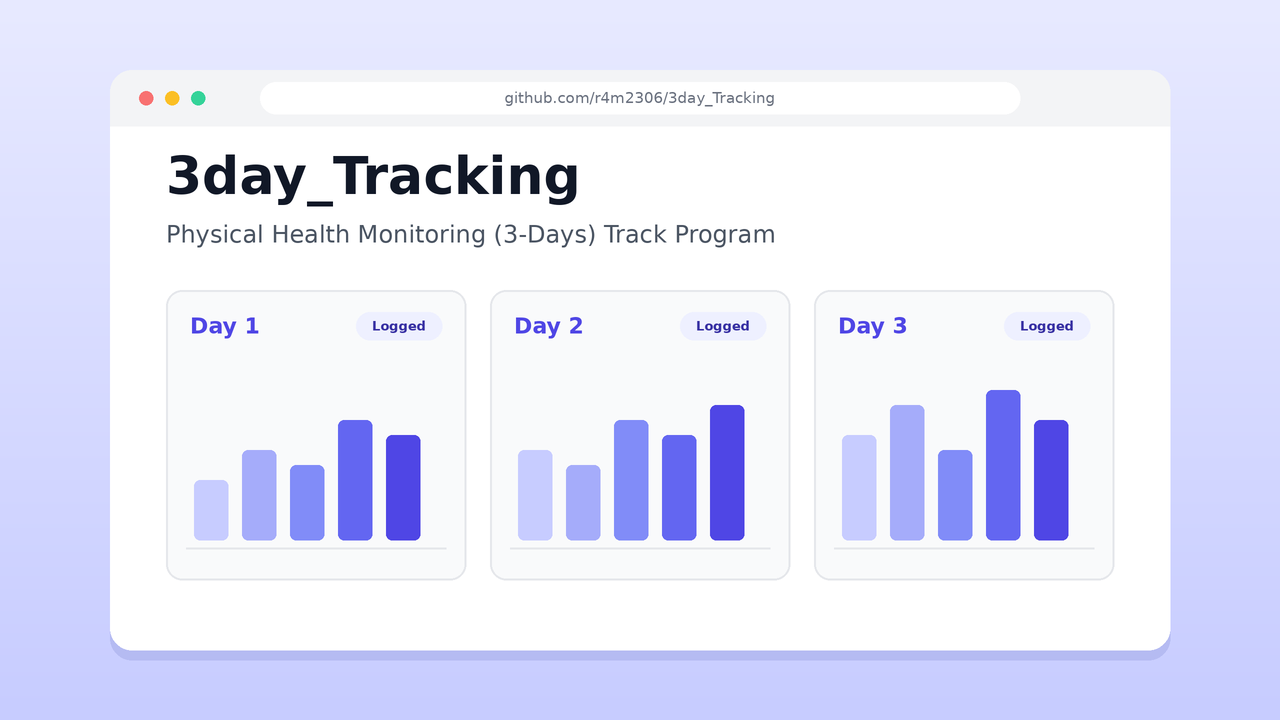 github.com/r4m2306/3day_Tracking
3day_Tracking
Physical Health Monitoring (3-Days) Track Program
Day 1 Logged
Day 2 Logged
Day 3 Logged